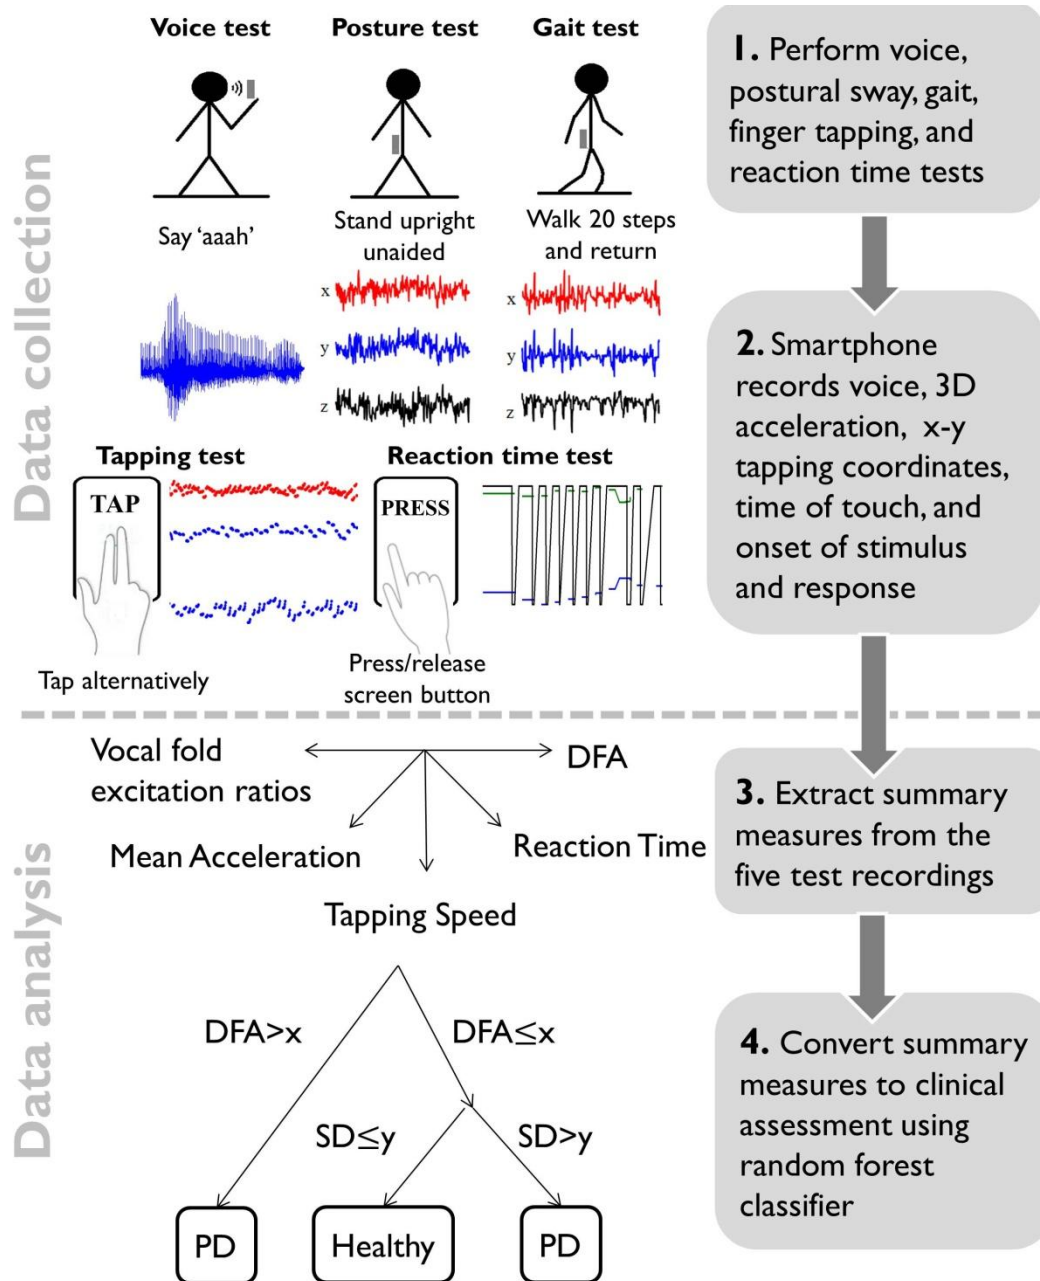 Data collection
Voice test
Say ‘aaah’
Posture test
Stand upright
unaided
x
y
z
Gait test
Walk 20 steps
and return
x
y
z
Tapping test
TAP
Tap alternatively
Reaction time test
PRESS
Press/release
screen button
1. Perform voice,
postural sway, gait,
finger tapping, and
reaction time tests
2. Smartphone
records voice, 3D
acceleration, x-y
tapping coordinates,
time of touch, and
onset of stimulus
and response
Data analysis
Vocal fold
excitation ratios
DFA
Mean Acceleration
Reaction Time
Tapping Speed
DFA>x
DFA≤x
SD≤y
SD>y
PD
Healthy
PD
3. Extract summary
measures from the
five test recordings
4. Convert summary
measures to clinical
assessment using
random forest
classifier